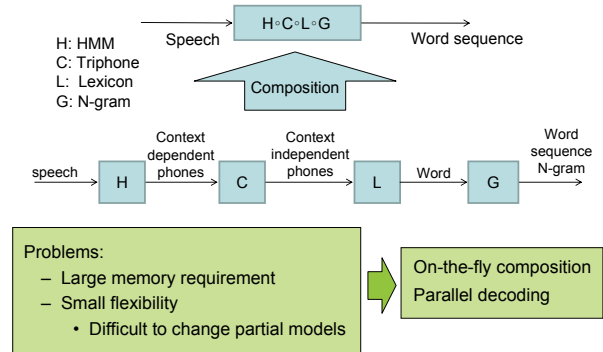 H◦C◦L◦G
Speech
Word sequence
H: HMM
C: Triphone
L: Lexicon
G: N-gram
Composition
speech
H
Context
dependent
phones
C
Context
independent
phones
L
Word
G
Word
sequence
N-gram
Problems:
– Large memory requirement
– Small flexibility
• Difficult to change partial models
On-the-fly composition
Parallel decoding